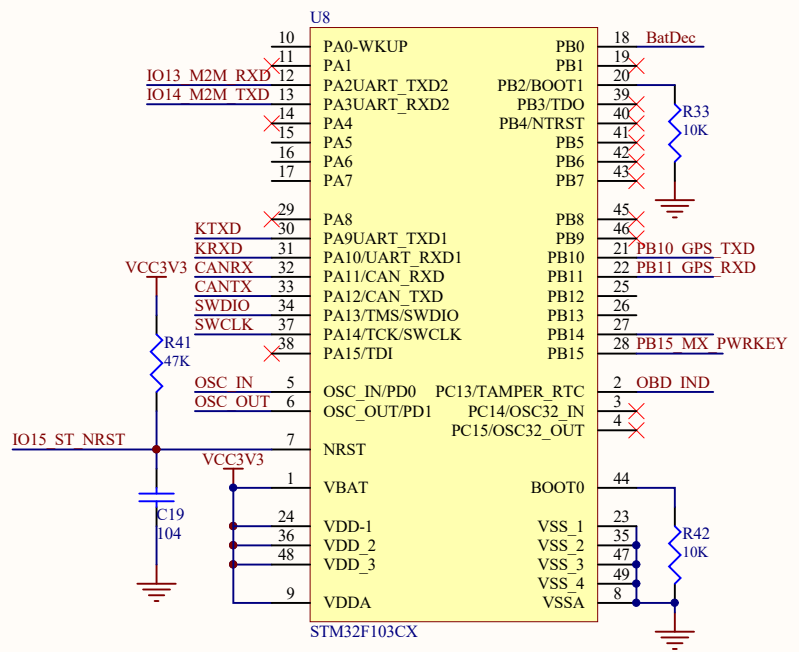 U8
10 PA0-WKUP PB0 18 BatDec
11 PA1 PB1 19
IO13_M2M_RXD 12 PA2UART_TXD2 PB2/BOOT1 20
IO14_M2M_TXD 13 PA3UART_RXD2 PB3/TDO 39
14 PA4 PB4/NTRST 40
R33
10K
15 PA5 PB5 41
16 PA6 PB6 42
17 PA7 PB7 43
29 PA8 PB8 45
KTXD 30 PA9UART_TXD1 PB9 46
KRXD 31 PA10/UART_RXD1 PB10 21 PB10_GPS_TXD
CANRX 32 PA11/CAN_RXD PB11 22 PB11_GPS_RXD
CANTX 33 PA12/CAN_TXD PB12 25
SWDIO 34 PA13/TMS/SWDIO PB13 26
SWCLK 37 PA14/TCK/SWCLK PB14 27
38 PA15/TDI PB15 28 PB15_MX_PWRKEY
VCC3V3
R41
47K
OSC_IN 5 OSC_IN/PD0 PC13/TAMPER_RTC 2 OBD_IND
OSC_OUT 6 OSC_OUT/PD1 PC14/OSC32_IN 3
PC15/OSC32_OUT 4
IO15_ST_NRST 7 NRST
VCC3V3
1 VBAT BOOT0 44
C19
104
24 VDD-1 VSS_1 23
36 VDD_2 VSS_2 35
48 VDD_3 VSS_3 47
VSS_4 49
9 VDDA VSSA 8
R42
10K
STM32F103CX